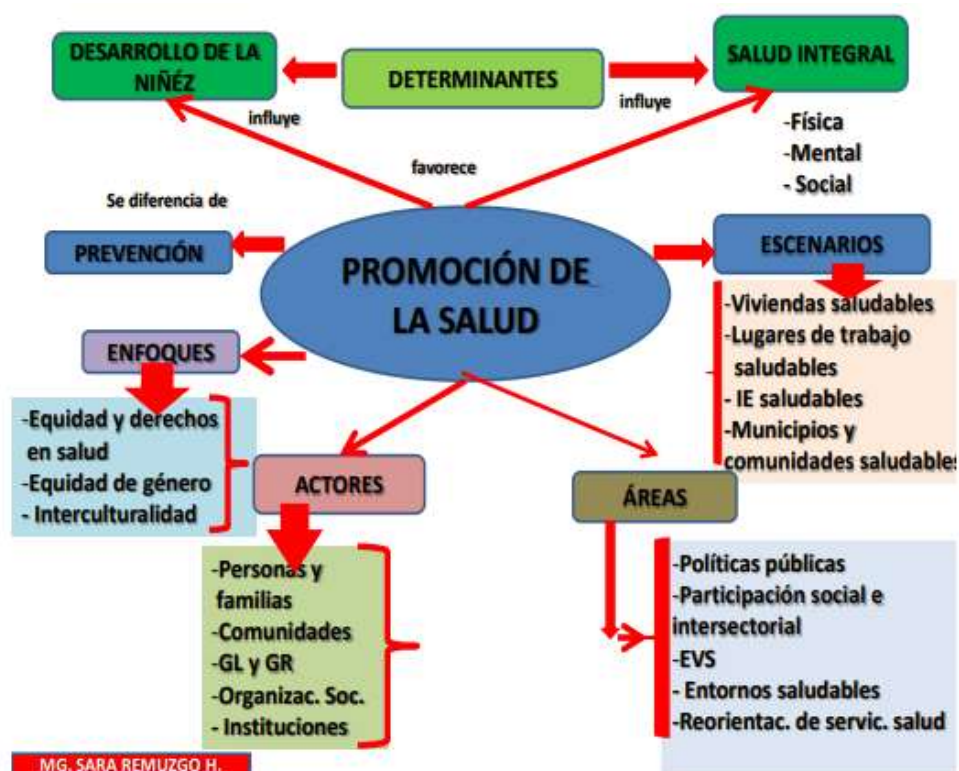 DESARROLLO DE LA
NIÑÉZ
DETERMINANTES
SALUD INTEGRAL
influye
influye
-Física
-Mental
- Social
favorece
Se diferencia de
PREVENCIÓN
PROMOCIÓN DE
LA SALUD
ESCENARIOS
-Viviendas saludables
-Lugares de trabajo
saludables
- IE saludables
-Municipios y
comunidades saludables
ENFOQUES
-Equidad y derechos
en salud
-Equidad de género
- Interculturalidad
ACTORES
-Personas y
familias
-Comunidades
-GL y GR
-Organizac. Soc.
- Instituciones
ÁREAS
-Políticas públicas
-Participación social e
intersectorial
-EVS
- Entornos saludables
-Reorientac. de servic. salud
MG. SARA REMUZGO H.